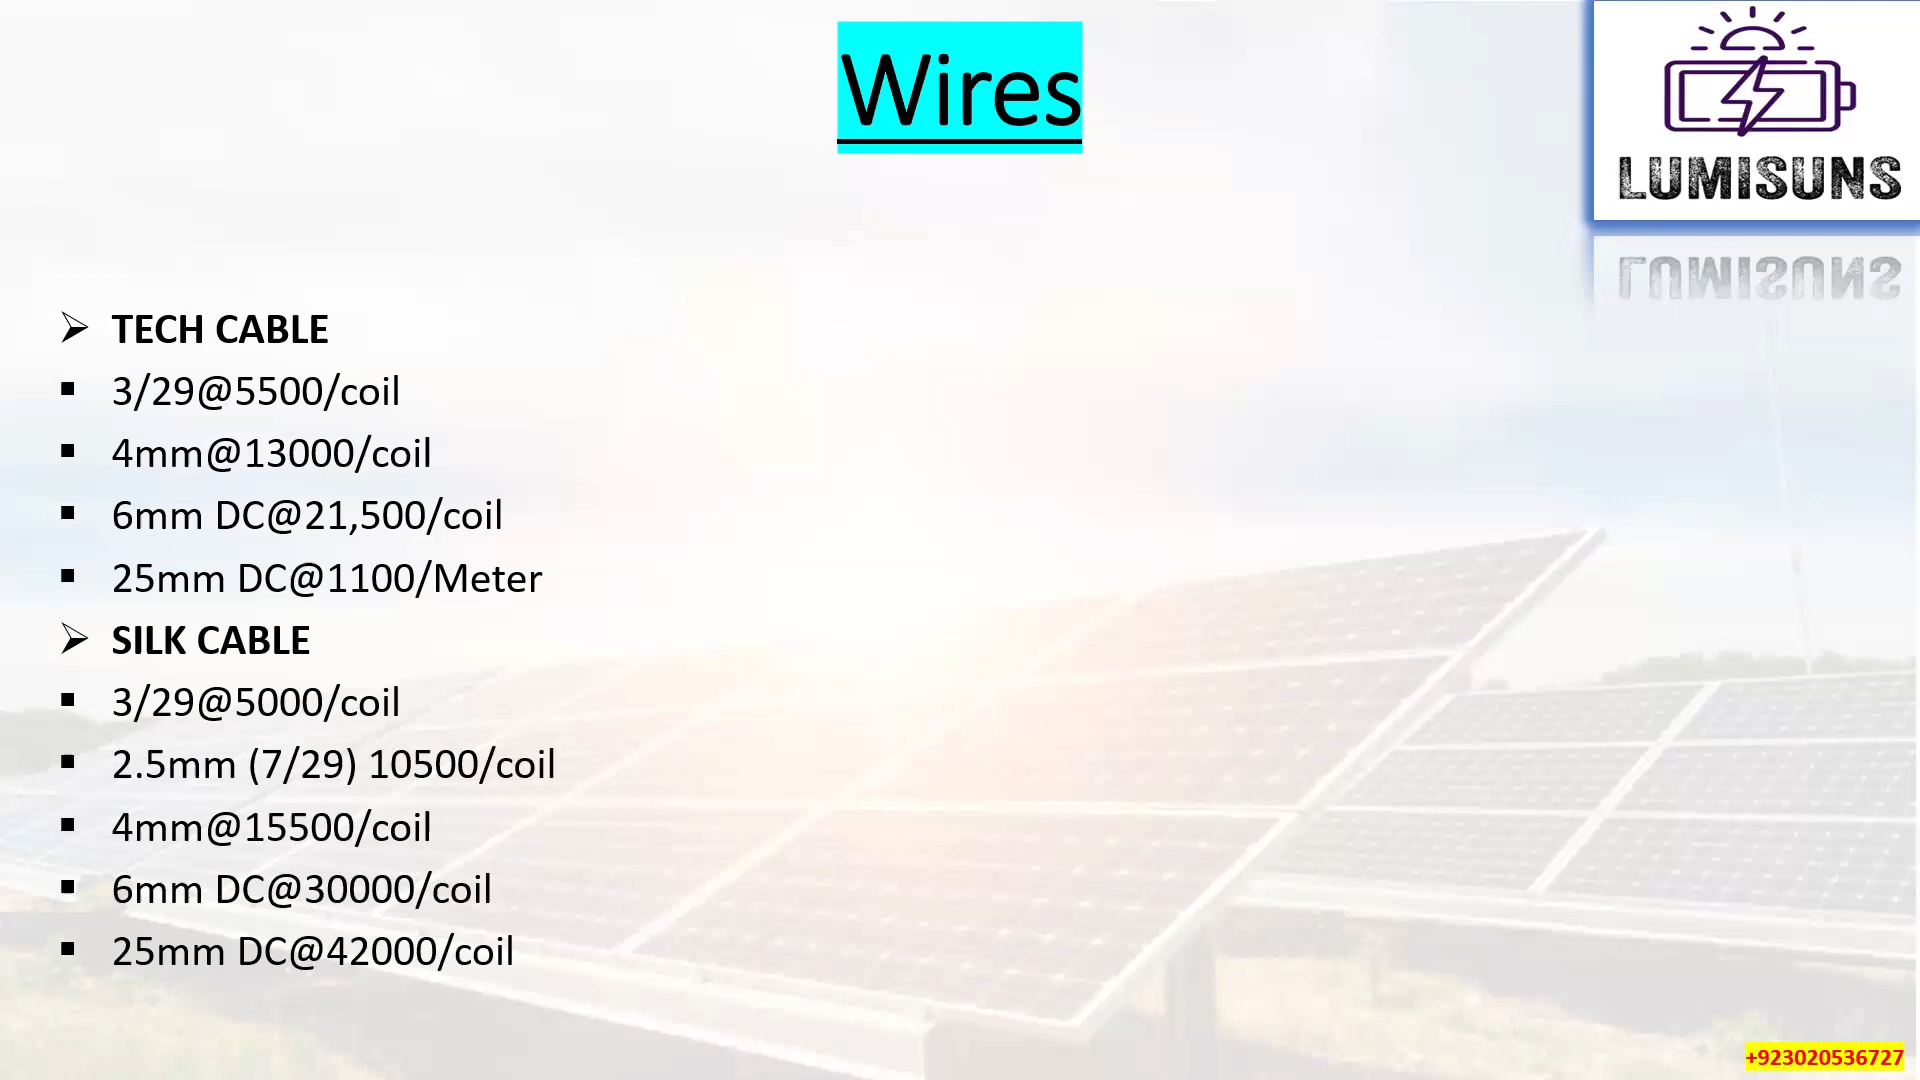 Wires
LUMISUNS
TECH CABLE
3/29@5500/coil
4mm@13000/coil
6mm DC@21,500/coil
25mm DC@1100/Meter
SILK CABLE
3/29@5000/coil
2.5mm (7/29) 10500/coil
4mm@15500/coil
6mm DC@30000/coil
25mm DC@42000/coil
+923020536727